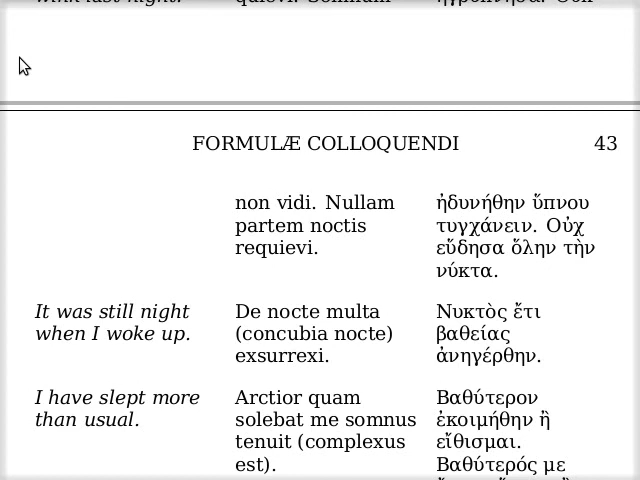 FORMULÆ COLLOQUENDI 43
non vidi. Nullam
partem noctis
requievi.
ἠδυνήθην ὕπνου
τυγχάνειν. Οὐχ
εὕδησα ὅλην τὴν
νύκτα.
It was still night
when I woke up.
De nocte multa
(concubia nocte)
exsurrexi.
Νυκτὸς ἔτι
βαθείας
ἀνηγέρθην.
I have slept more
than usual.
Arctior quam
solebat me somnus
tenuit (complexus
est).
Βαθύτερον
ἐκοιμήθην ἢ
εἴθισμαι.
Βαθύτερός με